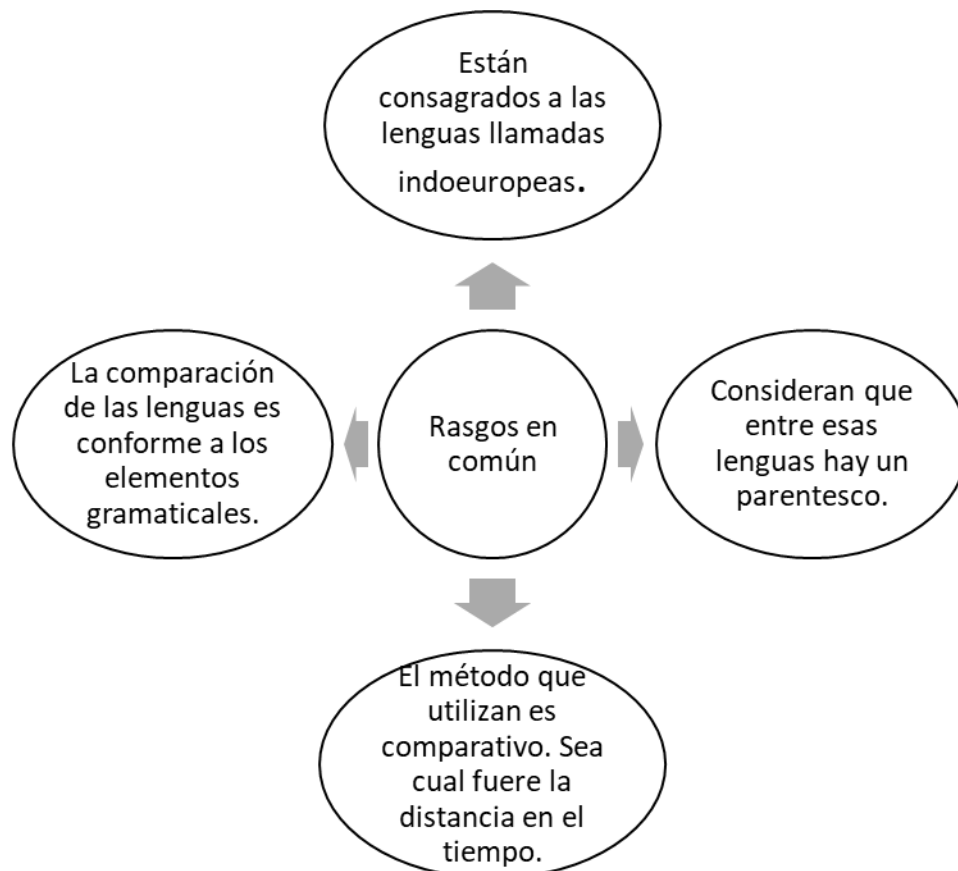 Están
consagrados a las
lenguas llamadas
indoeuropeas.
La comparación
de las lenguas es
conforme a los
elementos
gramaticales.
Rasgos en
común
Consideran que
entre esas
lenguas hay un
parentesco.
El método que
utilizan es
comparativo. Sea
cual fuere la
distancia en el
tiempo.